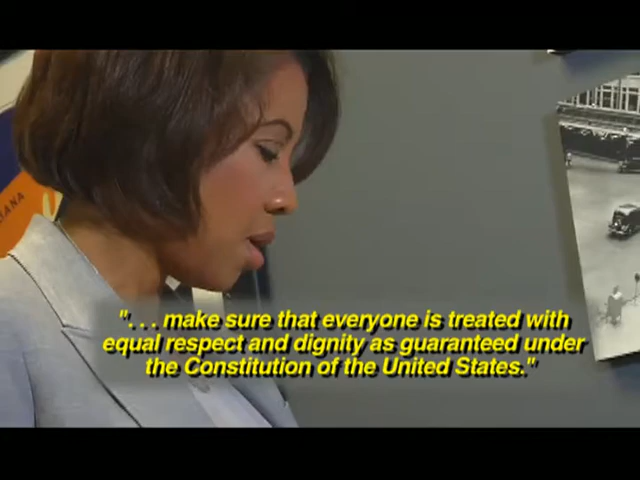 IANA
". . . make sure that everyone is treated with
equal respect and dignity as guaranteed under
the Constitution of the United States."